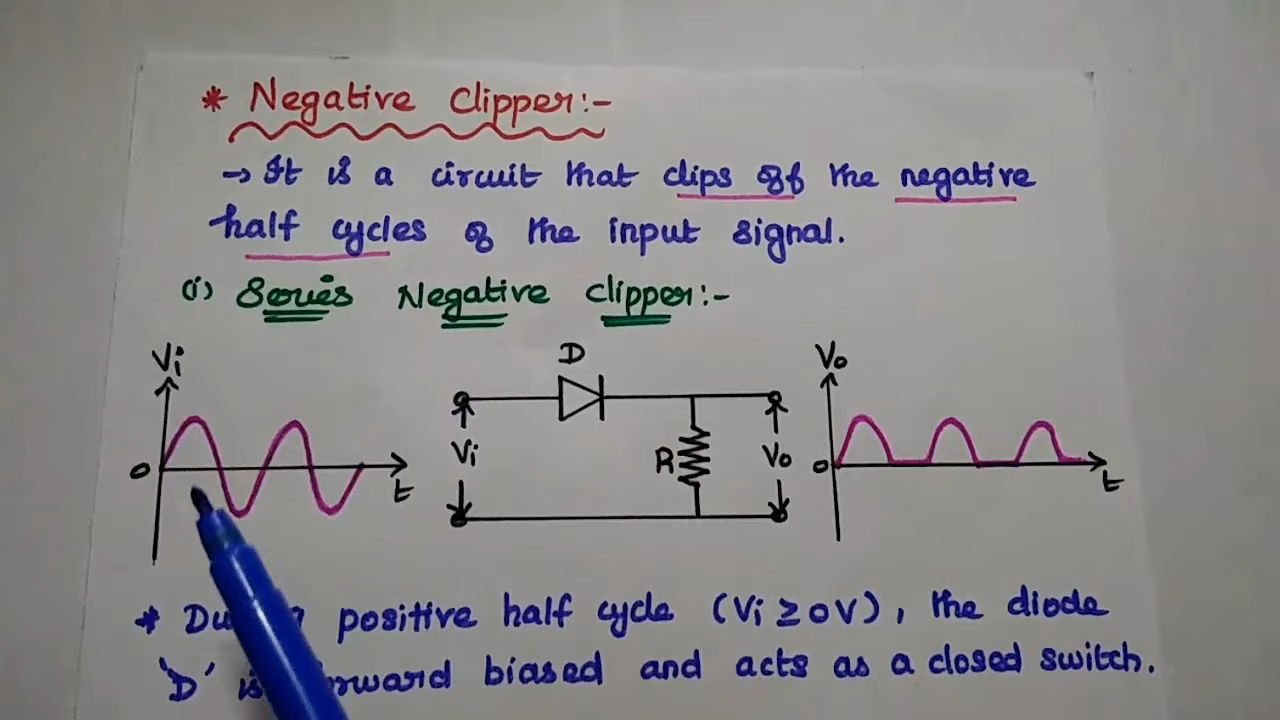 * Negative Clipper:-
→ It is a circuit that clips off the negative
half cycles of the input signal.
(i) Series Negative Clipper:-
Vi D Vo
Vi R Vo
0 t 0 t
* positive half cycle (Vi ≥ 0V), the diode
'D' is biased and acts as a closed switch.